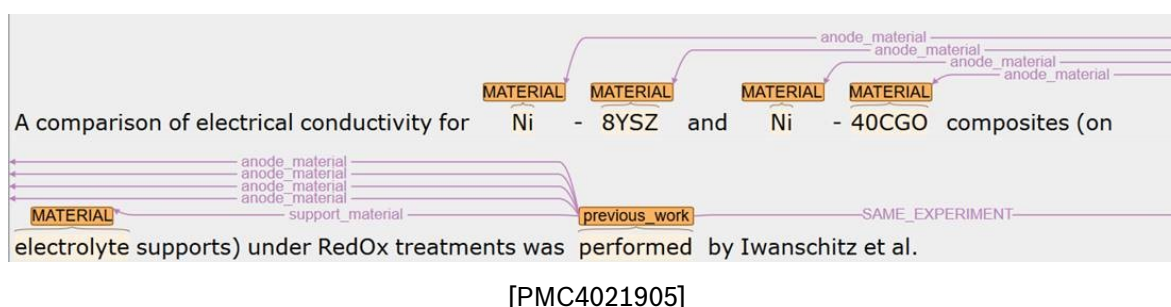 anode_material
anode_material
anode_material
anode_material
MATERIAL MATERIAL MATERIAL MATERIAL
A comparison of electrical conductivity for Ni - 8YSZ and Ni - 40CGO composites (on
anode_material
anode_material
anode_material
anode_material
MATERIAL support_material previous_work SAME_EXPERIMENT
electrolyte supports) under RedOx treatments was performed by Iwanschitz et al.
[PMC4021905]